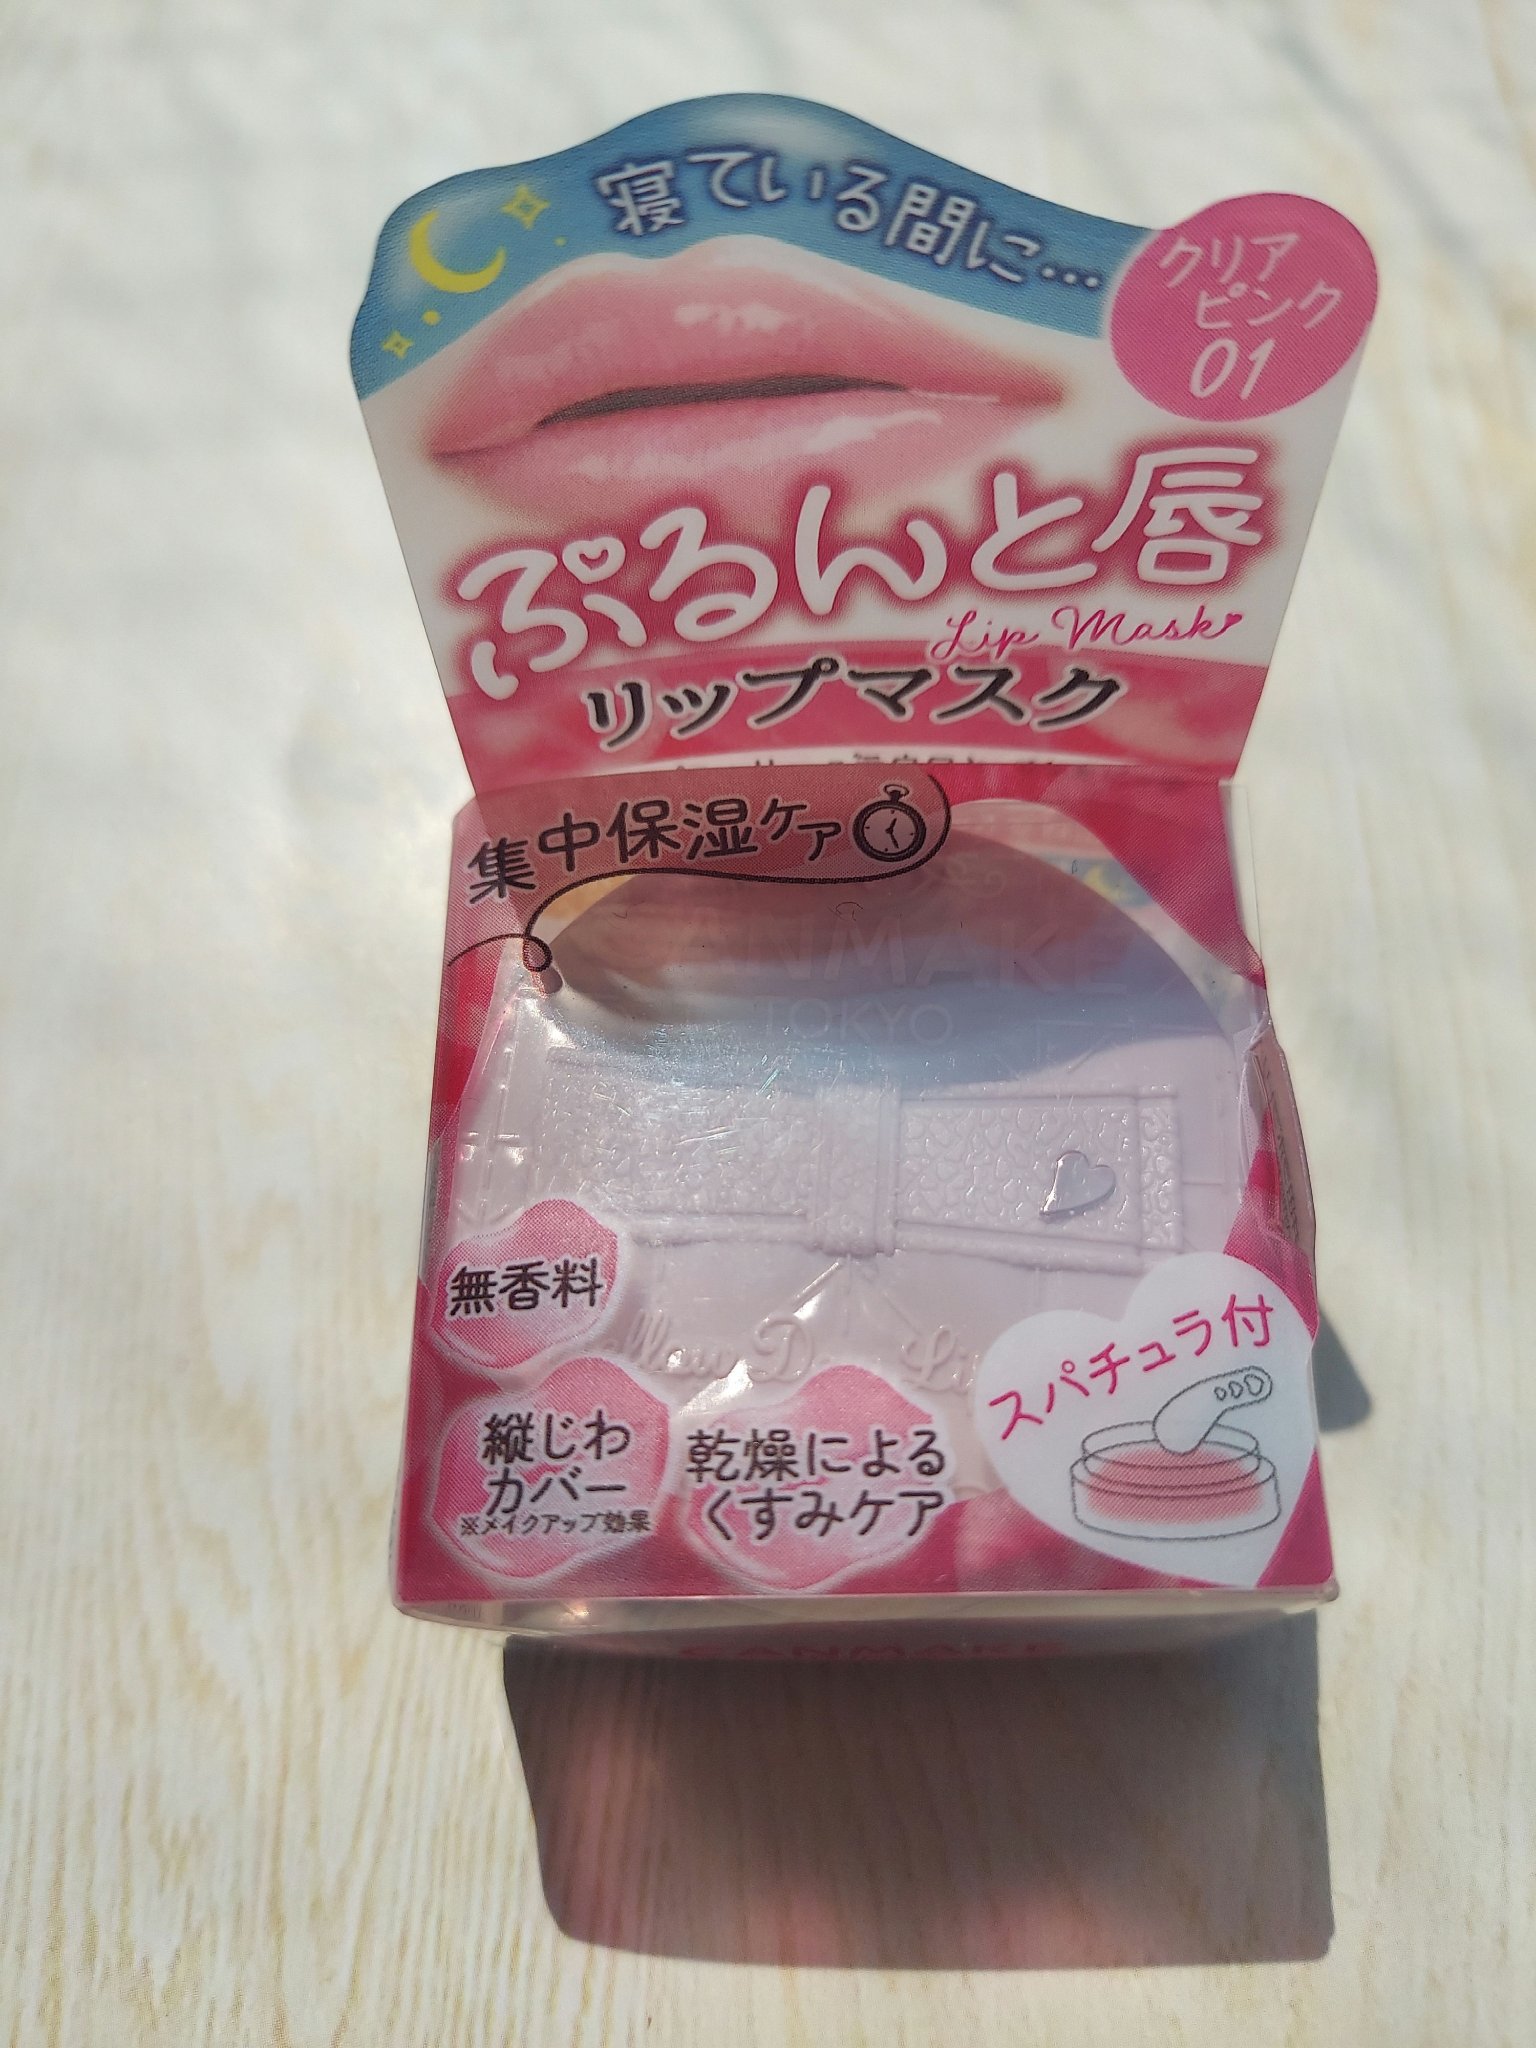 寝ている間に…
クリア
ピンク
01
ぷるんと唇
Lip Mask
リップマスク
集中保湿ケア
CANMAKE
TOKYO
無香料
縦じわ
カバー
※メイクアップ効果
乾燥による
くすみケア
スパチュラ付
CANMAKE